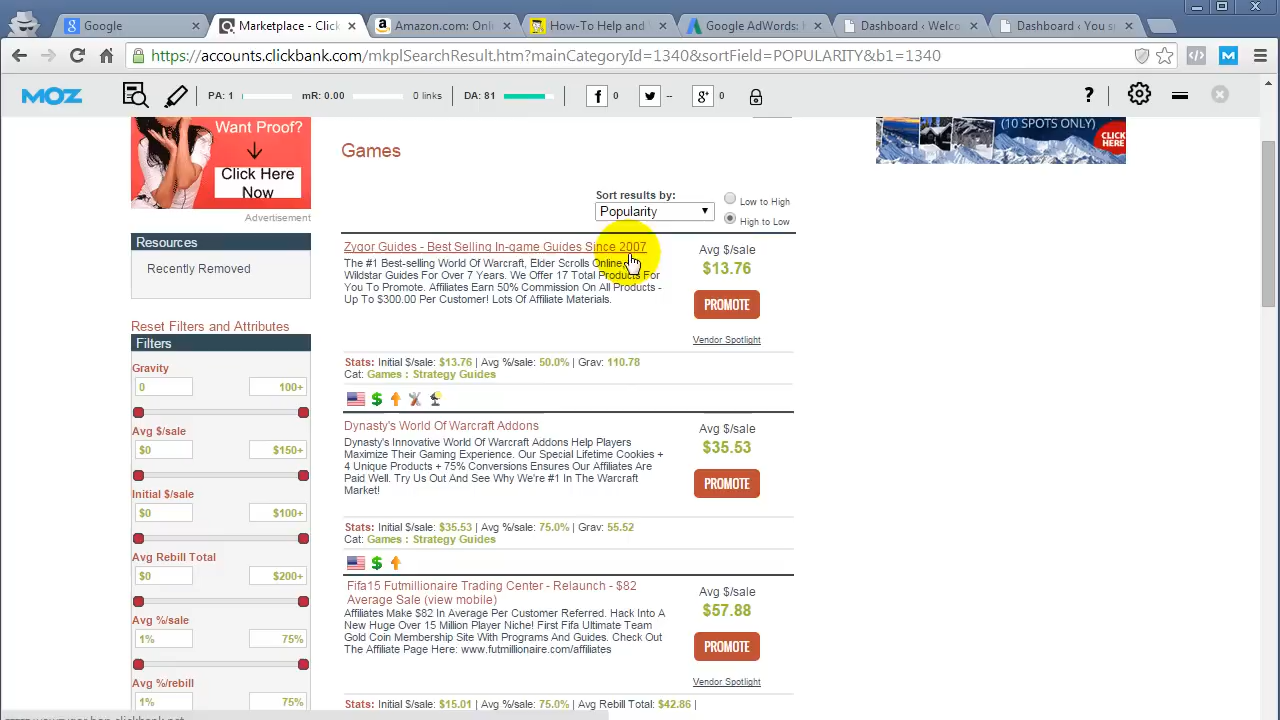 Google
Marketplace - Click
Amazon.com: Onli
How-To Help and
Google AdWords:
Dashboard ‹ Welco
Dashboard ‹ You s
https://accounts.clickbank.com/mkplSearchResult.htm?mainCategoryId=1340&sortField=POPULARITY&b1=1340
MOZ
PA: 1
mR: 0.00
0 links
DA: 81
0
--
0
?
Want Proof?
Click Here
Now
Advertisement
(10 SPOTS ONLY)
CLICK
HERE
Games
Sort results by:
Popularity
Low to High
High to Low
Resources
Recently Removed
Reset Filters and Attributes
Filters
Gravity
0
100+
Avg $/sale
$0
$150+
Initial $/sale
$0
$100+
Avg Rebill Total
$0
$200+
Avg %/sale
1%
75%
Avg %/rebill
1%
75%
Zygor Guides - Best Selling In-game Guides Since 2007
The #1 Best-selling World Of Warcraft, Elder Scrolls Online,
Wildstar Guides For Over 7 Years. We Offer 17 Total Products For
You To Promote. Affiliates Earn 50% Commission On All Products -
Up To $300.00 Per Customer! Lots Of Affiliate Materials.
Avg $/sale
$13.76
PROMOTE
Vendor Spotlight
Stats: Initial $/sale: $13.76 | Avg %/sale: 50.0% | Grav: 110.78
Cat: Games : Strategy Guides
Dynasty's World Of Warcraft Addons
Dynasty's Innovative World Of Warcraft Addons Help Players
Maximize Their Gaming Experience. Our Special Lifetime Cookies +
4 Unique Products + 75% Conversions Ensures Our Affiliates Are
Paid Well. Try Us Out And See Why We're #1 In The Warcraft
Market!
Avg $/sale
$35.53
PROMOTE
Stats: Initial $/sale: $35.53 | Avg %/sale: 75.0% | Grav: 55.52
Cat: Games : Strategy Guides
Fifa15 Futmillionaire Trading Center - Relaunch - $82
Average Sale (view mobile)
Affiliates Make $82 In Average Per Customer Referred. Hack Into A
New Huge Over 15 Million Player Niche! First Fifa Ultimate Team
Gold Coin Membership Site With Programs And Guides. Check Out
The Affiliate Page Here: www.futmillionaire.com/affiliates
Avg $/sale
$57.88
PROMOTE
Vendor Spotlight
Stats: Initial $/sale: $15.01 | Avg %/sale: 75.0% | Avg Rebill Total: $42.86 |